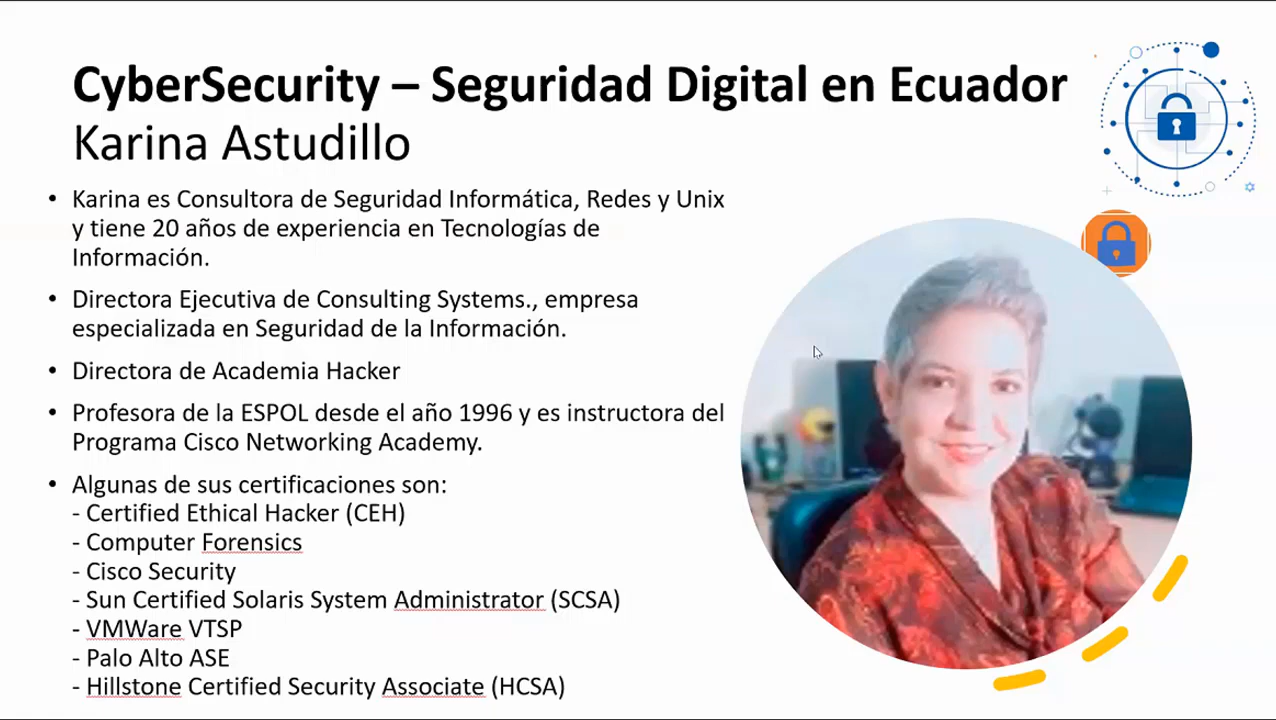 CyberSecurity – Seguridad Digital en Ecuador
Karina Astudillo
• Karina es Consultora de Seguridad Informática, Redes y Unix
y tiene 20 años de experiencia en Tecnologías de
Información.
• Directora Ejecutiva de Consulting Systems., empresa
especializada en Seguridad de la Información.
• Directora de Academia Hacker
• Profesora de la ESPOL desde el año 1996 y es instructora del
Programa Cisco Networking Academy.
• Algunas de sus certificaciones son:
- Certified Ethical Hacker (CEH)
- Computer Forensics
- Cisco Security
- Sun Certified Solaris System Administrator (SCSA)
- VMWare VTSP
- Palo Alto ASE
- Hillstone Certified Security Associate (HCSA)